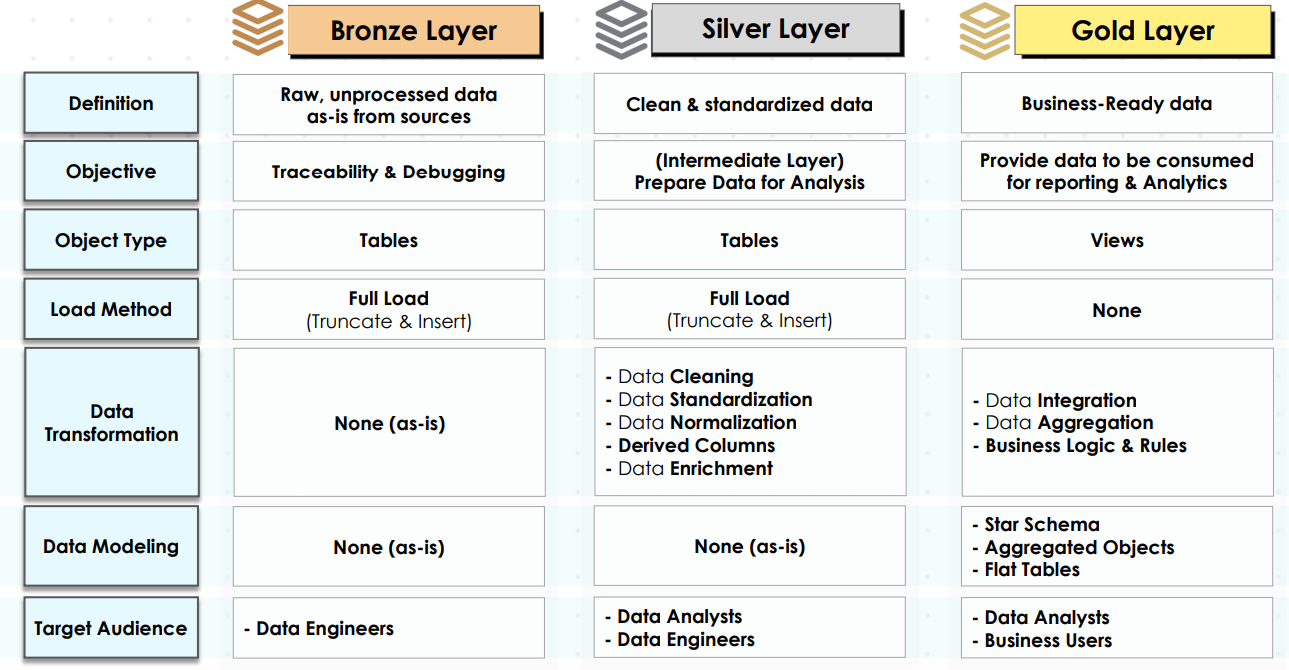 Bronze Layer
Silver Layer
Gold Layer
Definition
Raw, unprocessed data
as-is from sources
Clean & standardized data
Business-Ready data
Objective
Traceability & Debugging
(Intermediate Layer)
Prepare Data for Analysis
Provide data to be consumed
for reporting & Analytics
Object Type
Tables
Tables
Views
Load Method
Full Load
(Truncate & Insert)
Full Load
(Truncate & Insert)
None
Data
Transformation
None (as-is)
- Data Cleaning
- Data Standardization
- Data Normalization
- Derived Columns
- Data Enrichment
- Data Integration
- Data Aggregation
- Business Logic & Rules
Data Modeling
None (as-is)
None (as-is)
- Star Schema
- Aggregated Objects
- Flat Tables
Target Audience
- Data Engineers
- Data Analysts
- Data Engineers
- Data Analysts
- Business Users